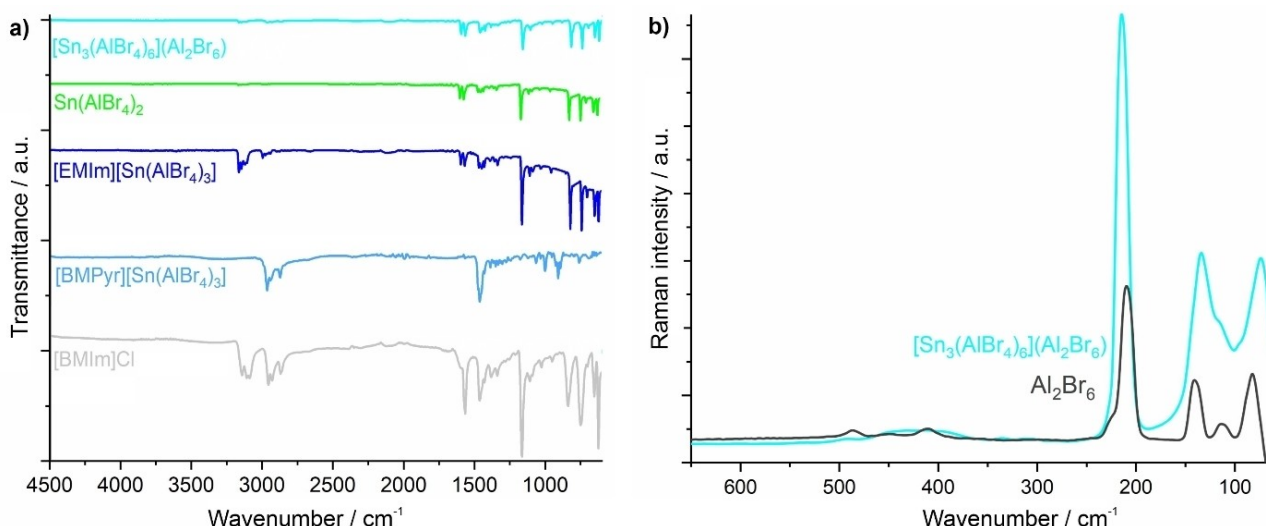 a)
[Sn₃(AlBr₄)₆](Al₂Br₆)
Sn(AlBr₄)₂
[EMIm][Sn(AlBr₄)₃]
[BMPyr][Sn(AlBr₄)₃]
[BMIm]Cl
Transmittance / a.u.
4500 4000 3500 3000 2500 2000 1500 1000
Wavenumber / cm⁻¹
b)
[Sn₃(AlBr₄)₆](Al₂Br₆)
Al₂Br₆
Raman intensity / a.u.
600 500 400 300 200 100
Wavenumber / cm⁻¹